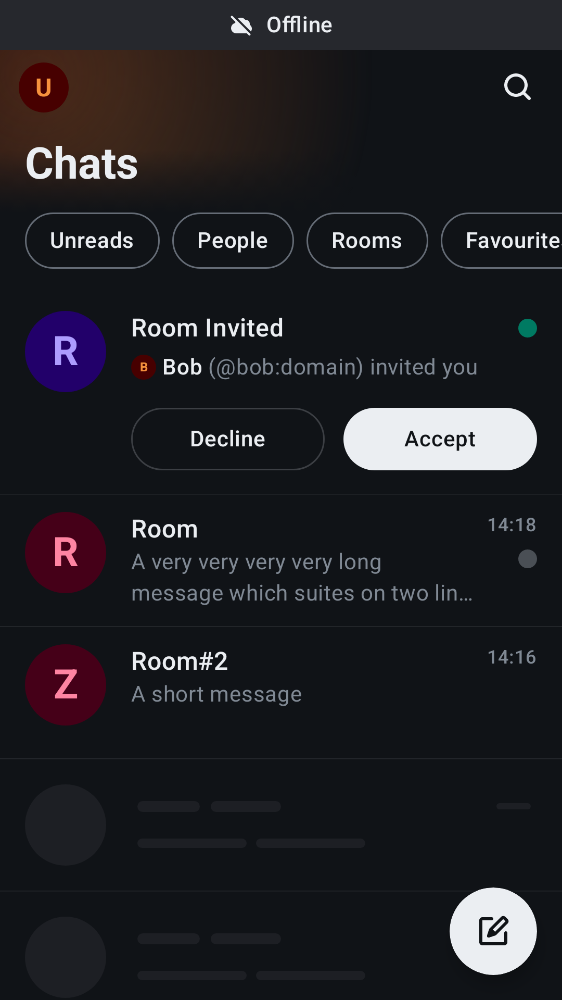 Offline
U
Chats
Unreads People Rooms Favourite
R
Room Invited
B Bob (@bob:domain) invited you
Decline Accept
R
Room 14:18
A very very very very long
message which suites on two lin…
Z
Room#2 14:16
A short message